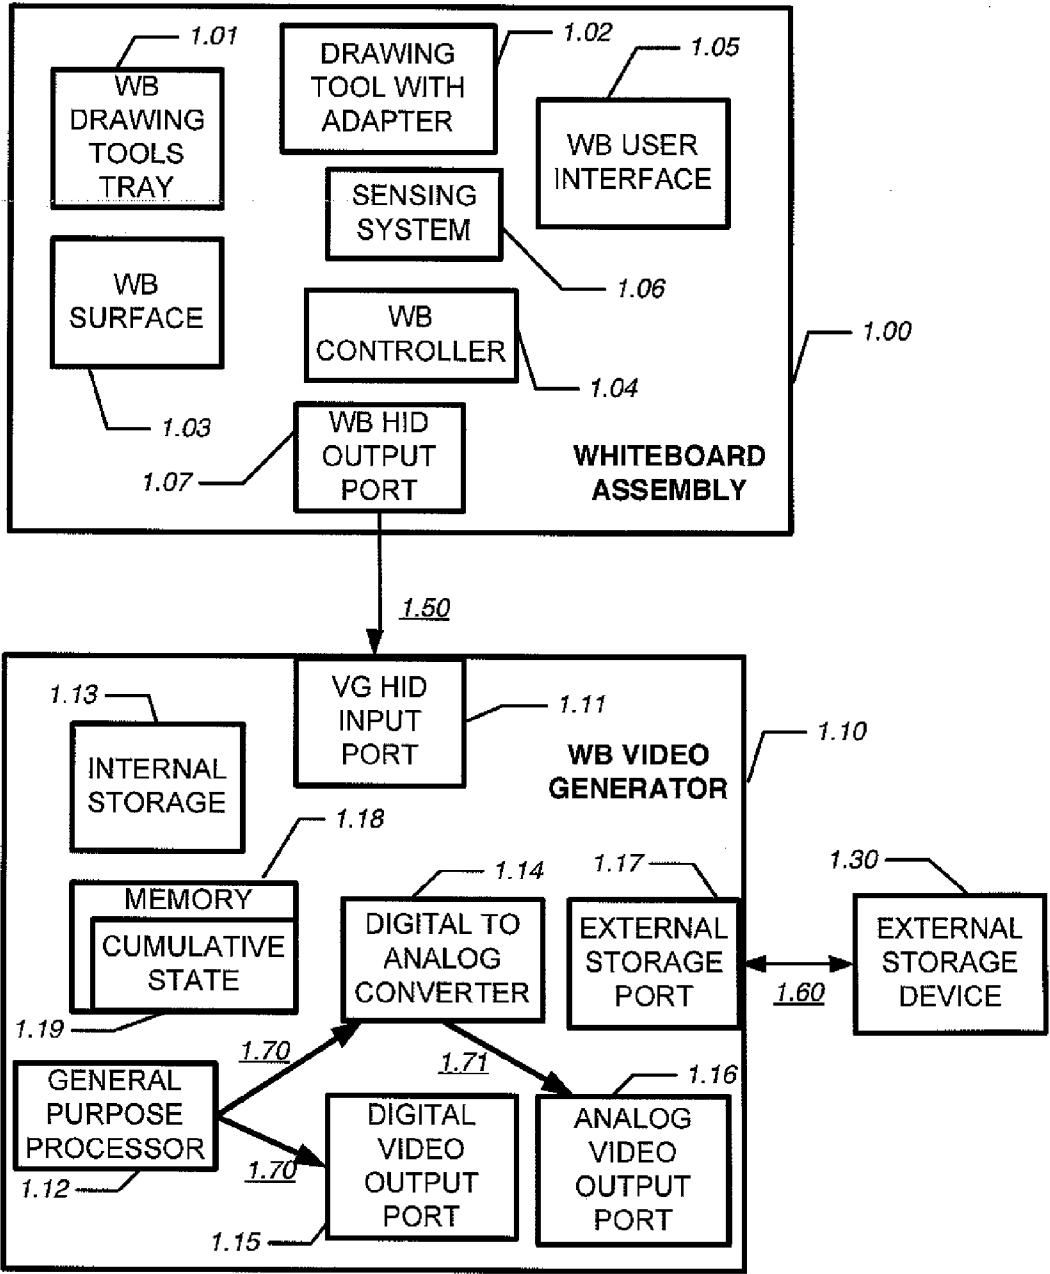 1.01
WB
DRAWING
TOOLS
TRAY
DRAWING
TOOL WITH
ADAPTER
1.02
1.05
WB USER
INTERFACE
SENSING
SYSTEM
1.06
WB
SURFACE
1.03
WB
CONTROLLER
1.04
1.00
WB HID
OUTPUT
PORT
1.07
WHITEBOARD
ASSEMBLY
1.50
VG HID
INPUT
PORT
1.11
1.13
INTERNAL
STORAGE
WB VIDEO
GENERATOR
1.10
1.18
MEMORY
CUMULATIVE
STATE
1.19
1.14
DIGITAL TO
ANALOG
CONVERTER
1.17
EXTERNAL
STORAGE
PORT
1.60
1.30
EXTERNAL
STORAGE
DEVICE
1.70
1.71
GENERAL
PURPOSE
PROCESSOR
1.12
1.70
DIGITAL
VIDEO
OUTPUT
PORT
1.15
1.16
ANALOG
VIDEO
OUTPUT
PORT